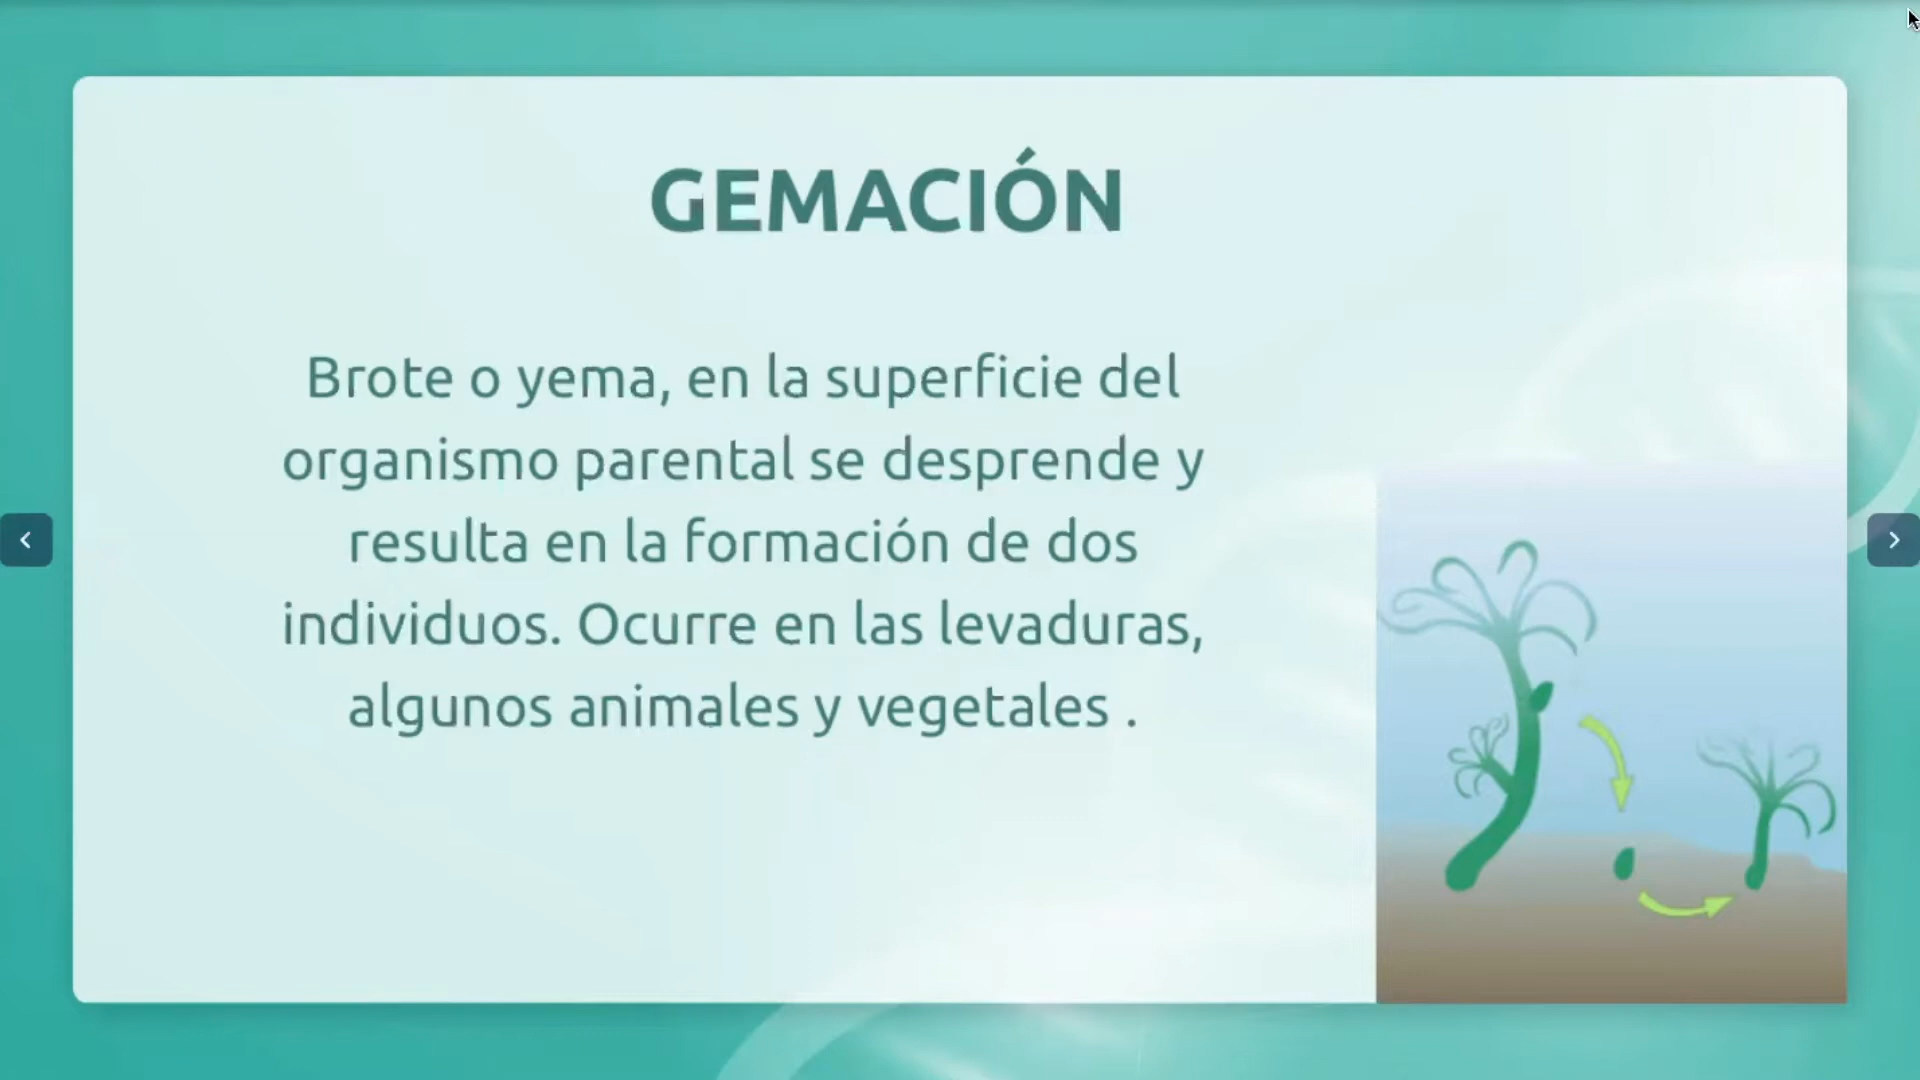 GEMACIÓN
Brote o yema, en la superficie del
organismo parental se desprende y
resulta en la formación de dos
individuos. Ocurre en las levaduras,
algunos animales y vegetales .